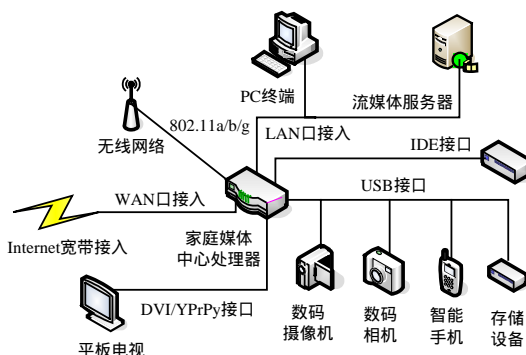 PC终端
流媒体服务器
802.11a/b/g
LAN口接入
无线网络
IDE接口
WAN口接入
USB接口
Internet宽带接入
家庭媒体
中心处理器
DVI/YPrPy接口
数码
摄像机
数码
相机
智能
手机
存储
设备
平板电视